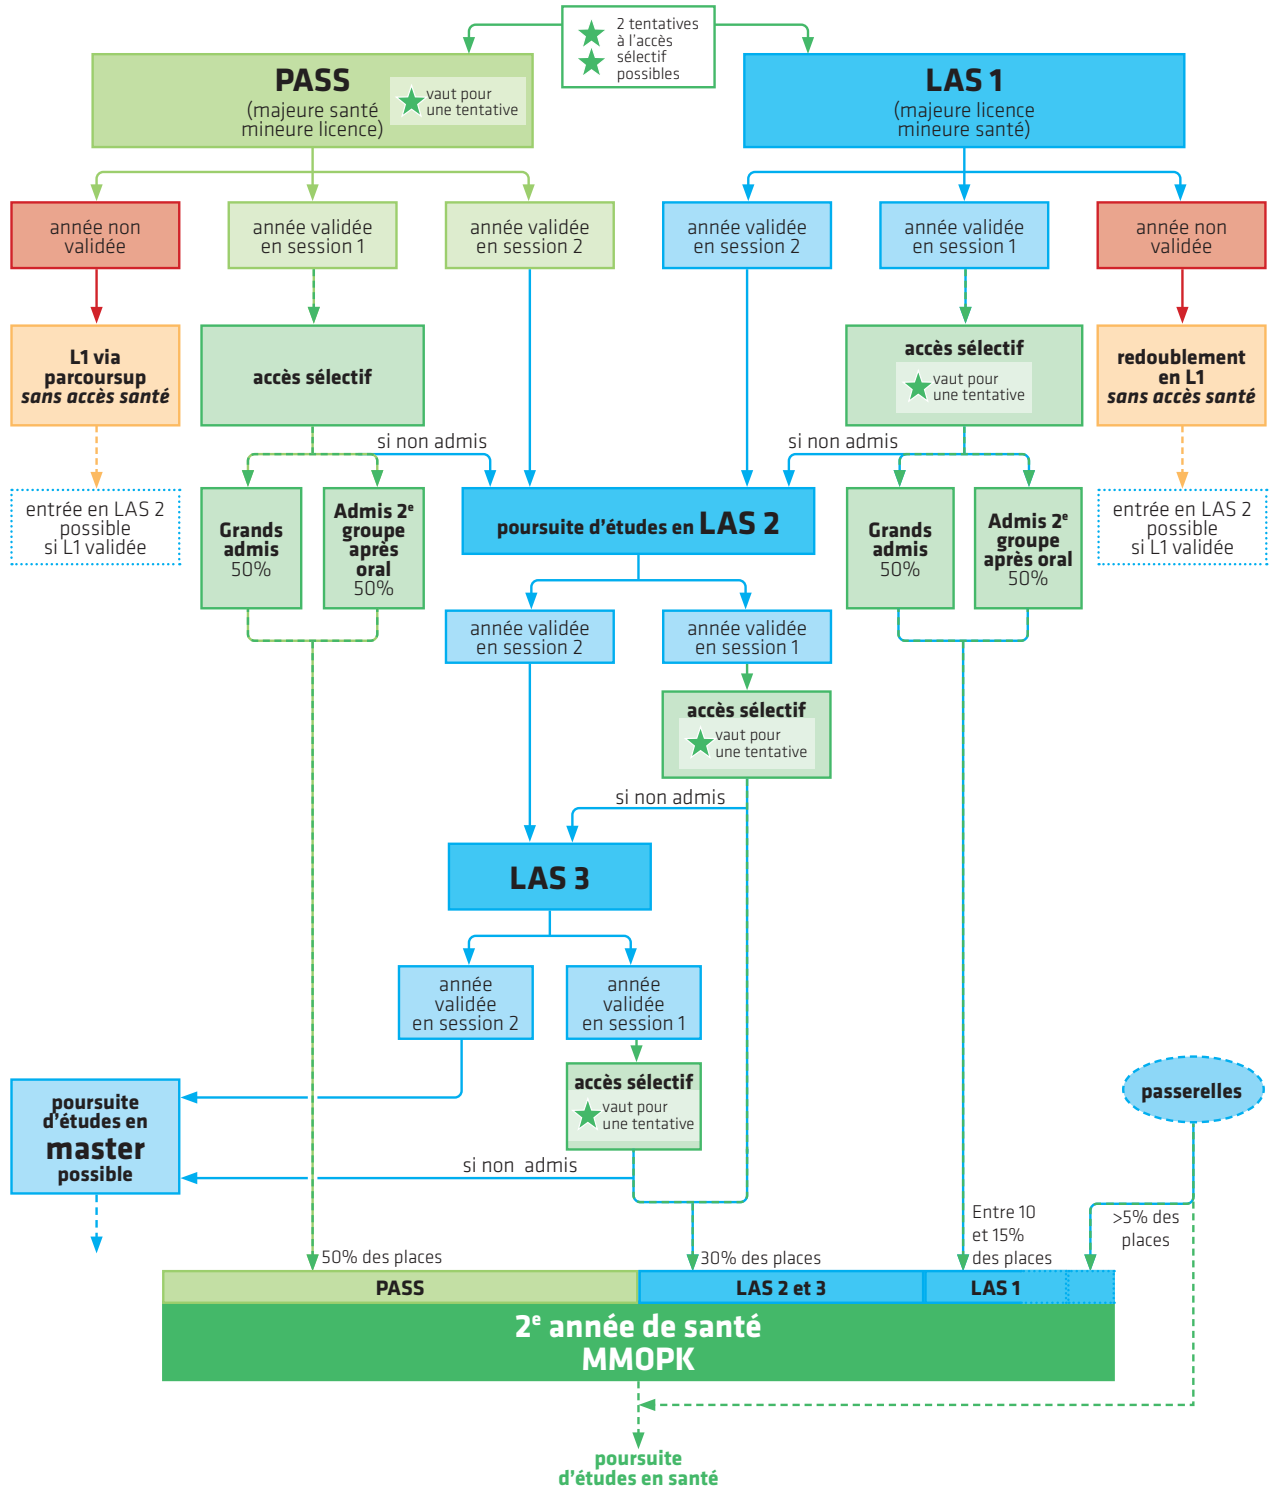 2 tentatives
à l'accès
sélectif
possibles
PASS
(majeure santé
mineure licence)
vaut pour
une tentative
LAS 1
(majeure licence
mineure santé)
année non
validée
année validée
en session 1
année validée
en session 2
année validée
en session 2
année validée
en session 1
année non
validée
L1 via
parcoursup
sans accès santé
accès sélectif
accès sélectif
vaut pour
une tentative
redoublement
en L1
sans accès santé
si non admis
si non admis
entrée en LAS 2
possible
si L1 validée
Grands
admis
50%
Admis 2e
groupe
après
oral
50%
poursuite d'études en LAS 2
Grands
admis
50%
Admis 2e
groupe
après oral
50%
entrée en LAS 2
possible
si L1 validée
année validée
en session 2
année validée
en session 1
accès sélectif
vaut pour
une tentative
si non admis
LAS 3
année
validée
en session 2
année
validée
en session 1
accès sélectif
vaut pour
une tentative
passerelles
poursuite
d'études en
master
possible
si non admis
50% des places
30% des places
Entre 10
et 15%
des places
>5% des
places
PASS
LAS 2 et 3
LAS 1
2e année de santé
MMOPK
poursuite
d'études en santé